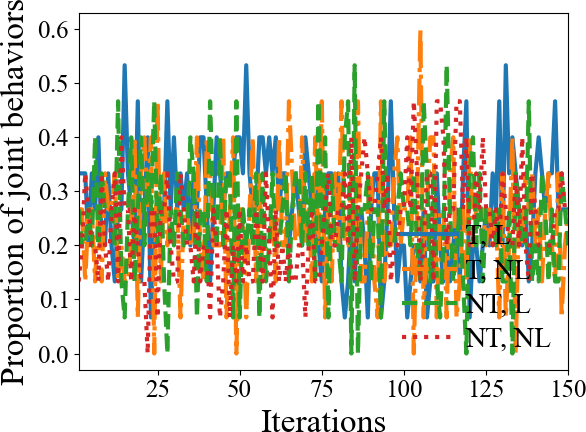 Proportion of joint behaviors
0.6
0.5
0.4
0.3
0.2
0.1
0.0
T, L
T, NL
NT, L
NT, NL
25
50
75
100
125
150
Iterations